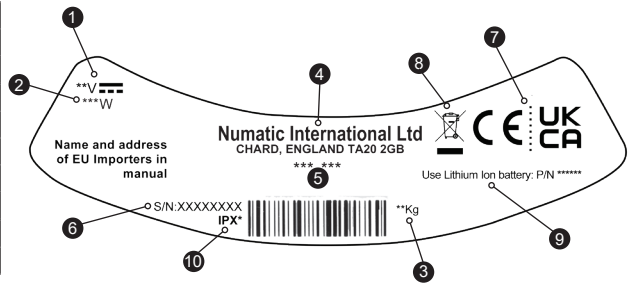 1
2
**V
***W
Name and address
of EU Importers in
manual
6
S/N:XXXXXXXX
IPX*
10
4
Numatic International Ltd
CHARD, ENGLAND TA20 2GB
***_***
5
8
7
CE
UK
CA
Use Lithium Ion battery: P/N ******
**Kg
3
9